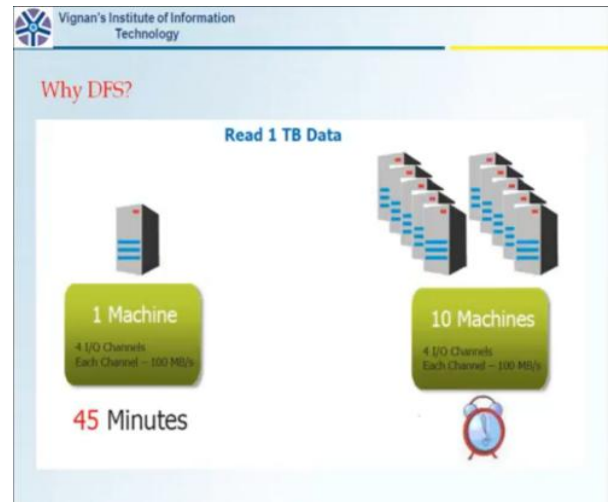 Vignan's Institute of Information
Technology
Why DFS?
Read 1 TB Data
1 Machine
4 I/O Channels
Each Channel – 100 MB/s
45 Minutes
10 Machines
4 I/O Channels
Each Channel – 100 MB/s